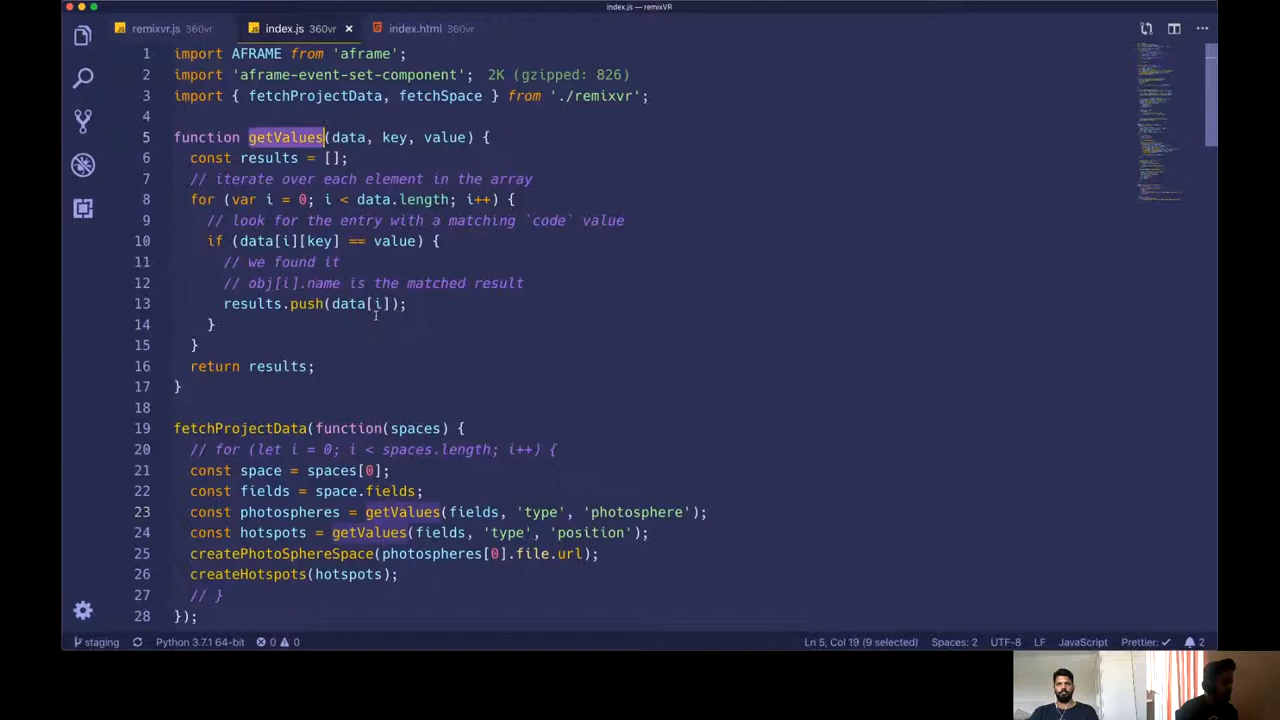 index.js — remixVR
remixvr.js 360vr
index.js 360vr ×
index.html 360vr
1 import AFRAME from 'aframe';
2 import 'aframe-event-set-component'; 2K (gzipped: 826)
3 import { fetchProjectData, fetchSpace } from './remixvr';
4
5 function getValues(data, key, value) {
6 const results = [];
7 // iterate over each element in the array
8 for (var i = 0; i < data.length; i++) {
9 // look for the entry with a matching `code` value
10 if (data[i][key] == value) {
11 // we found it
12 // obj[i].name is the matched result
13 results.push(data[i]);
14 }
15 }
16 return results;
17 }
18
19 fetchProjectData(function(spaces) {
20 // for (let i = 0; i < spaces.length; i++) {
21 const space = spaces[0];
22 const fields = space.fields;
23 const photospheres = getValues(fields, 'type', 'photosphere');
24 const hotspots = getValues(fields, 'type', 'position');
25 createPhotoSphereSpace(photospheres[0].file.url);
26 createHotspots(hotspots);
27 // }
28 });
staging Python 3.7.1 64-bit 0 0 Ln 5, Col 19 (9 selected) Spaces: 2 UTF-8 LF JavaScript Prettier: ✓ 2